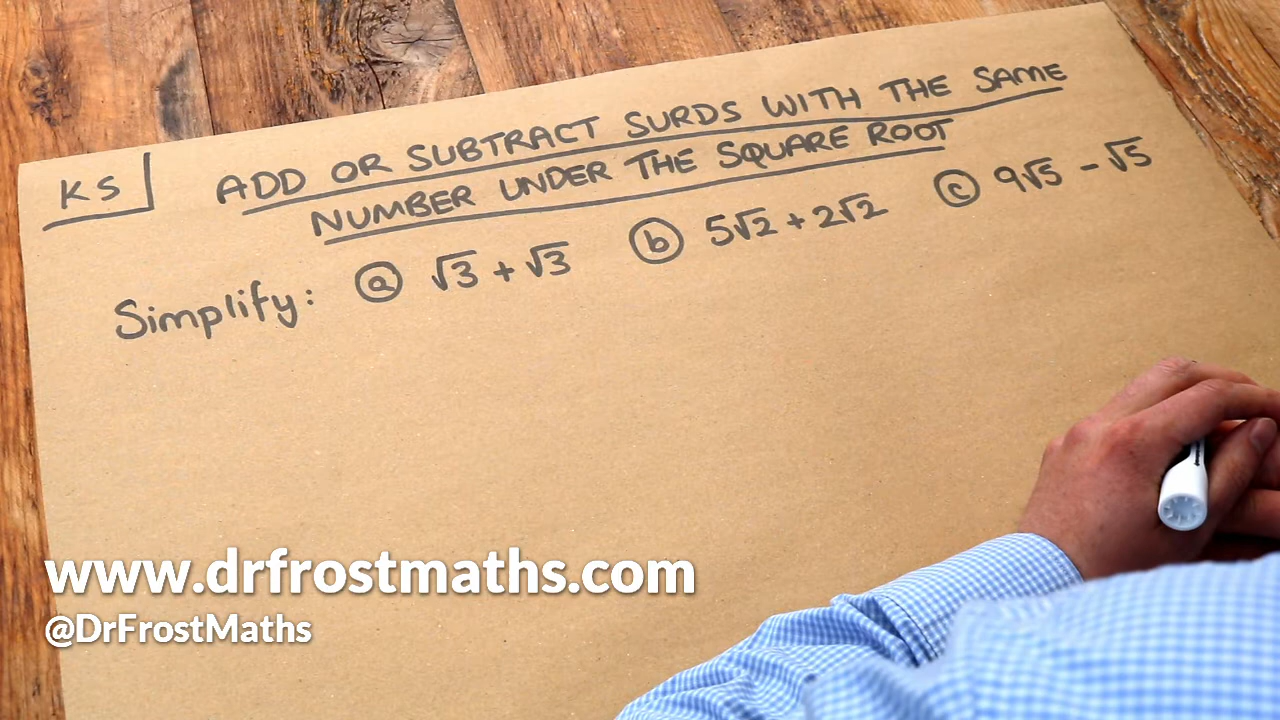 KS
ADD OR SUBTRACT SURDS WITH THE SAME
NUMBER UNDER THE SQUARE ROOT
Simplify: ⓐ √3 + √3 ⓑ 5√2 + 2√2 ⓒ 9√5 - √5
www.drfrostmaths.com
@DrFrostMaths